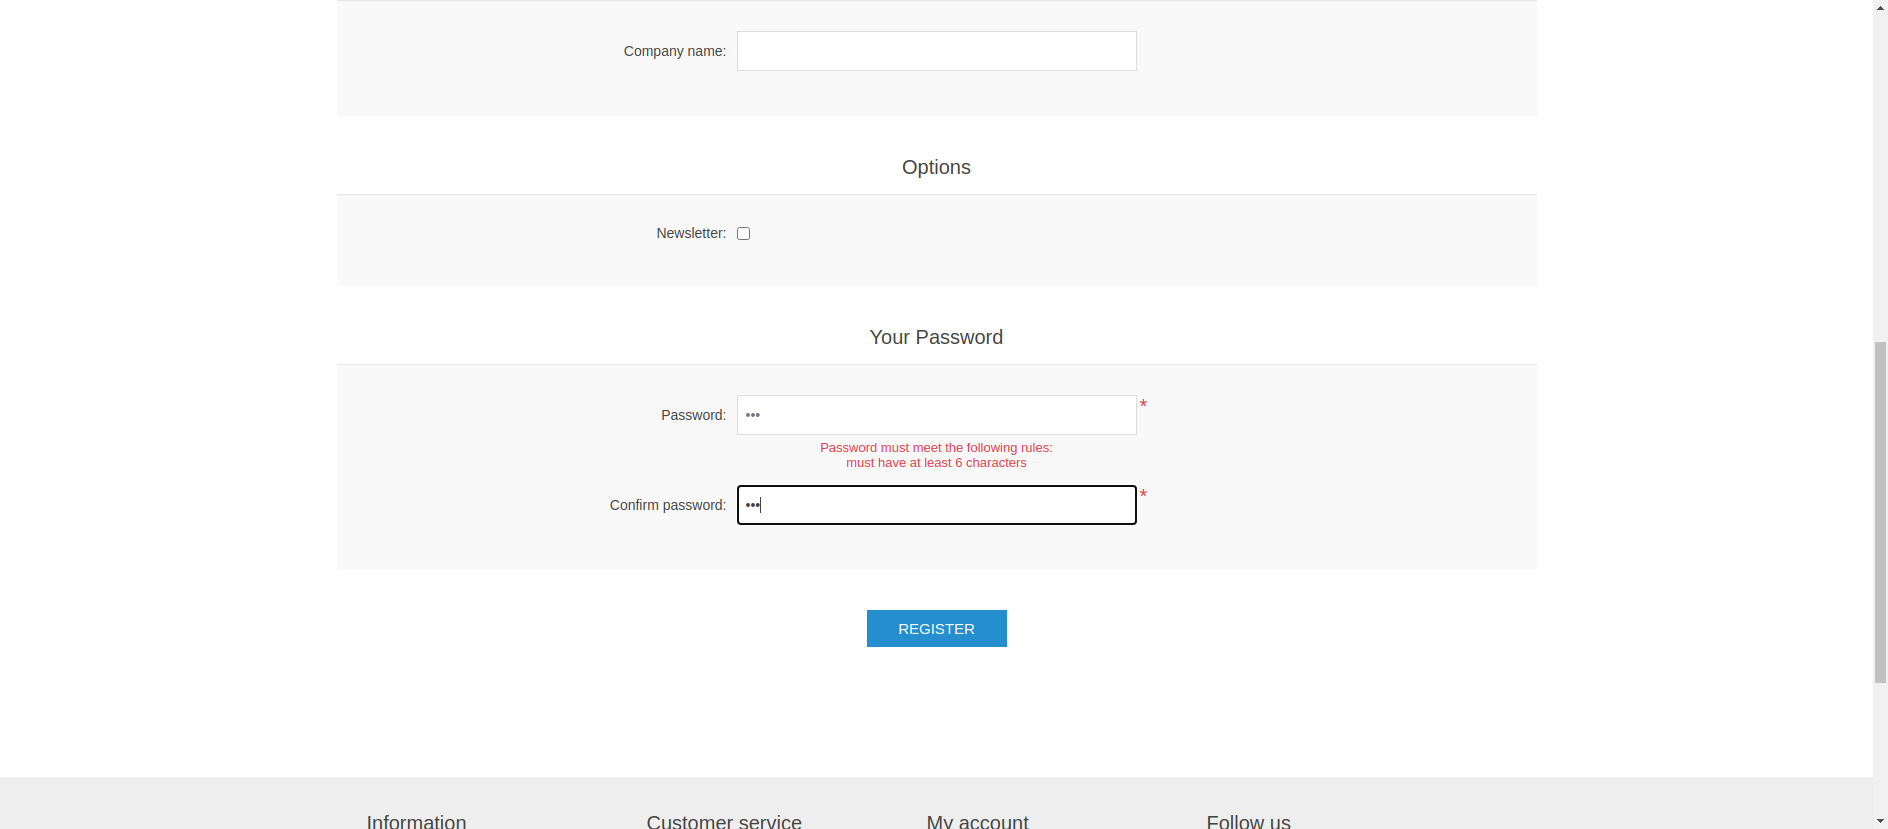 Company name:
Options
Newsletter:
Your Password
Password: ••• *
Password must meet the following rules:
must have at least 6 characters
Confirm password: ••• *
REGISTER
Information Customer service My account Follow us